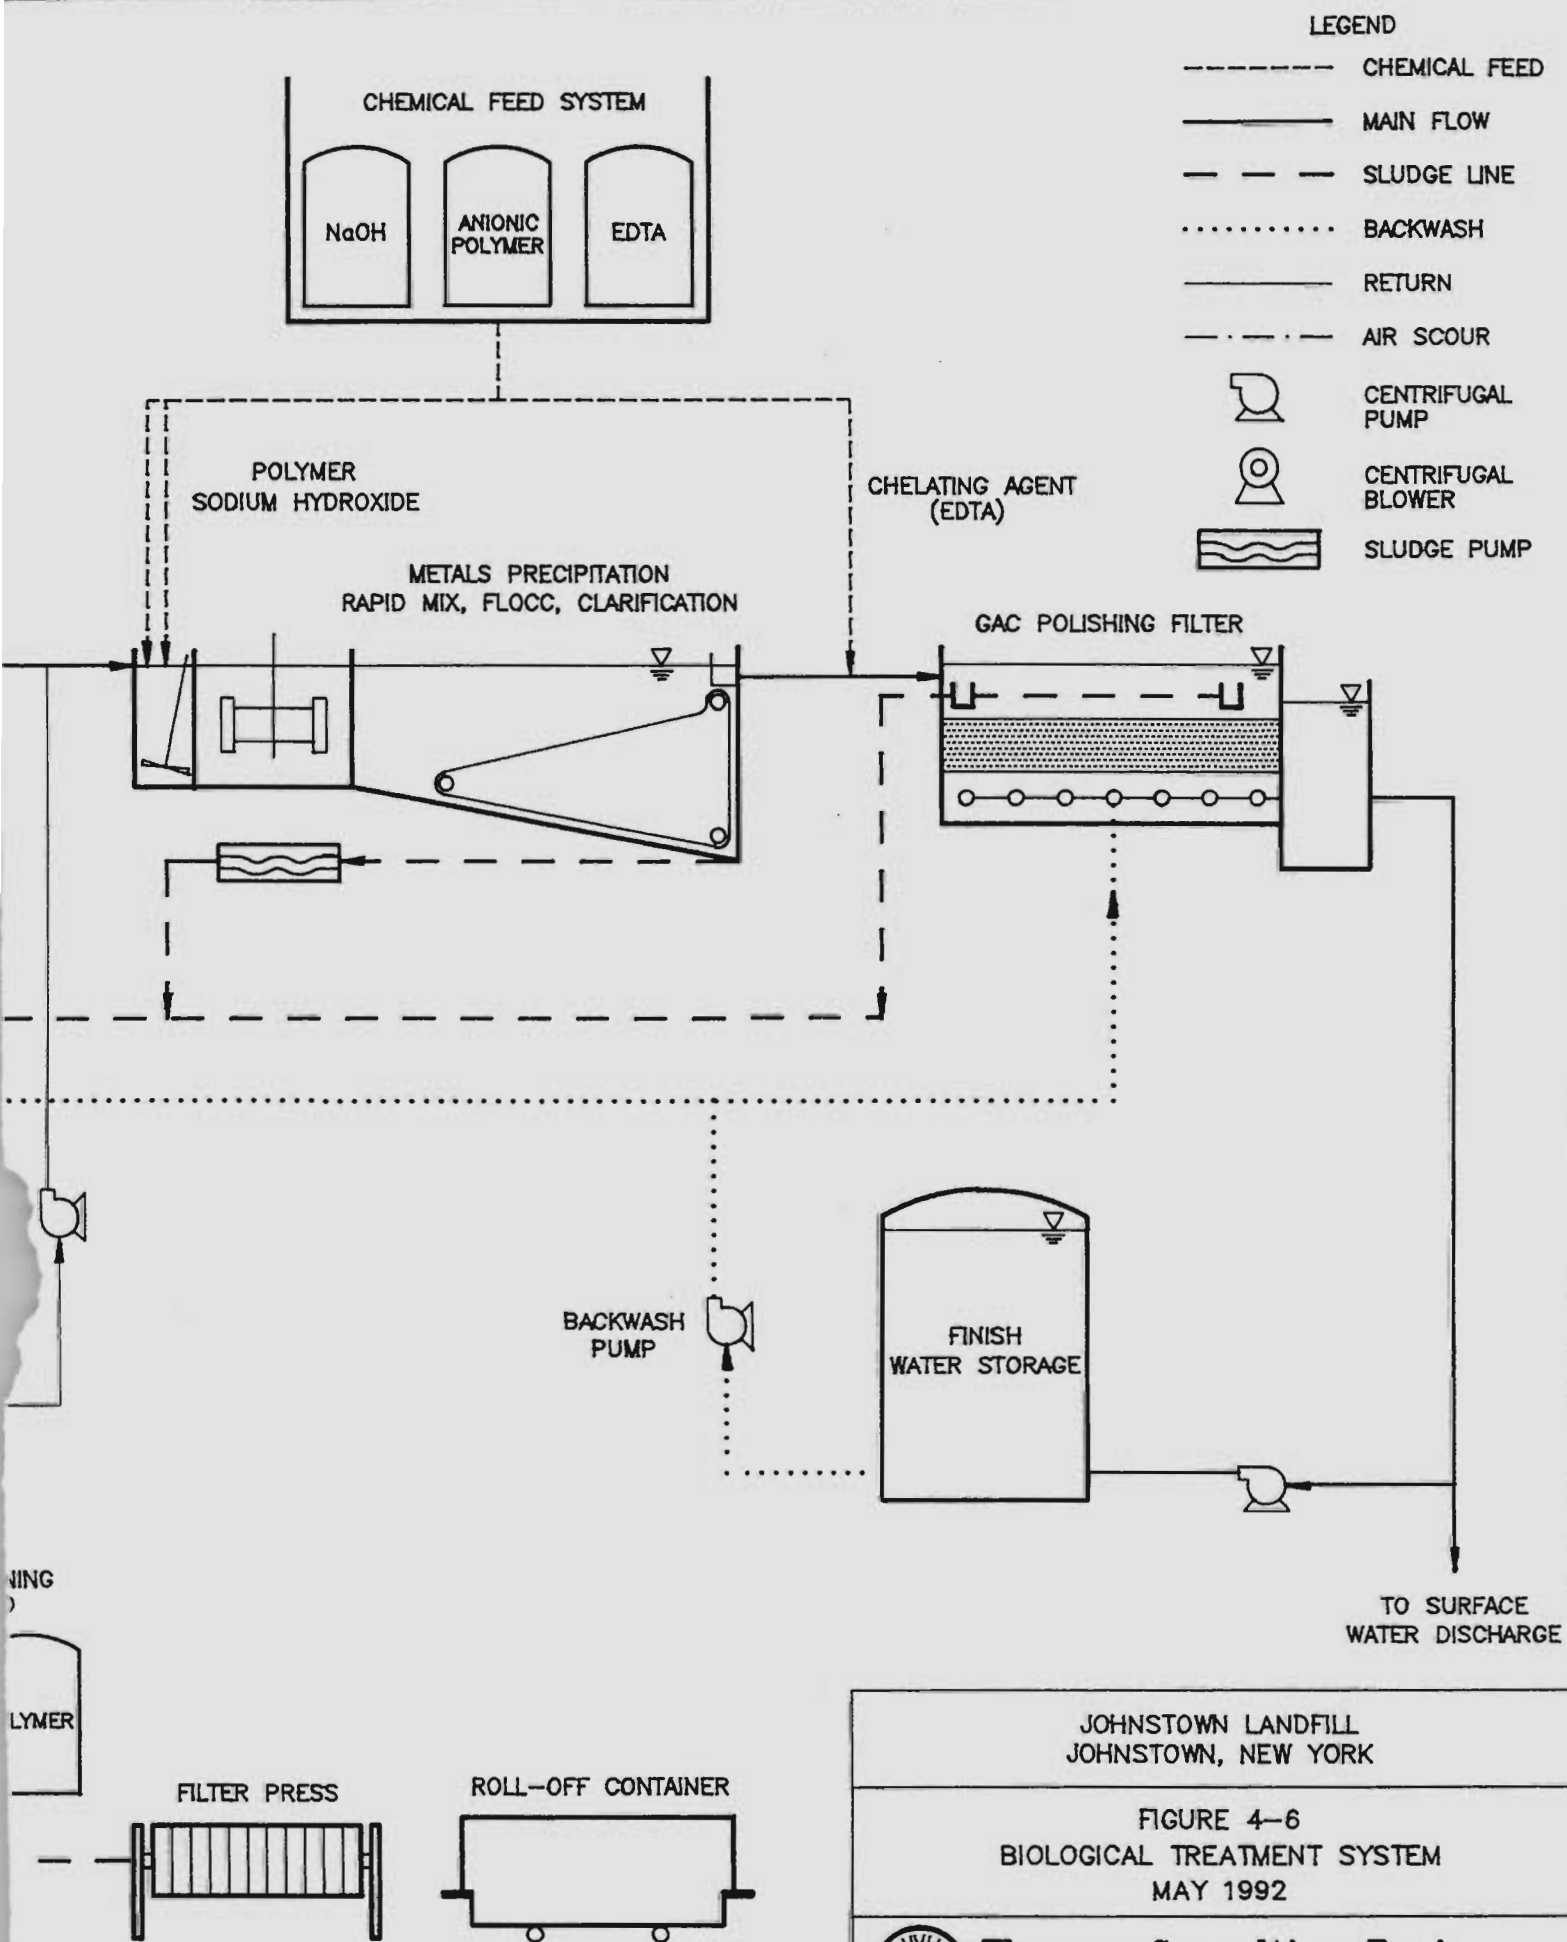 LEGEND
CHEMICAL FEED
MAIN FLOW
SLUDGE LINE
BACKWASH
RETURN
AIR SCOUR
CENTRIFUGAL
PUMP
CENTRIFUGAL
BLOWER
SLUDGE PUMP
CHEMICAL FEED SYSTEM
NaOH
ANIONIC
POLYMER
EDTA
POLYMER
SODIUM HYDROXIDE
CHELATING AGENT
(EDTA)
METALS PRECIPITATION
RAPID MIX, FLOCC, CLARIFICATION
GAC POLISHING FILTER
BACKWASH
PUMP
FINISH
WATER STORAGE
TO SURFACE
WATER DISCHARGE
NING
)
LYMER
FILTER PRESS
ROLL-OFF CONTAINER
JOHNSTOWN LANDFILL
JOHNSTOWN, NEW YORK
FIGURE 4-6
BIOLOGICAL TREATMENT SYSTEM
MAY 1992